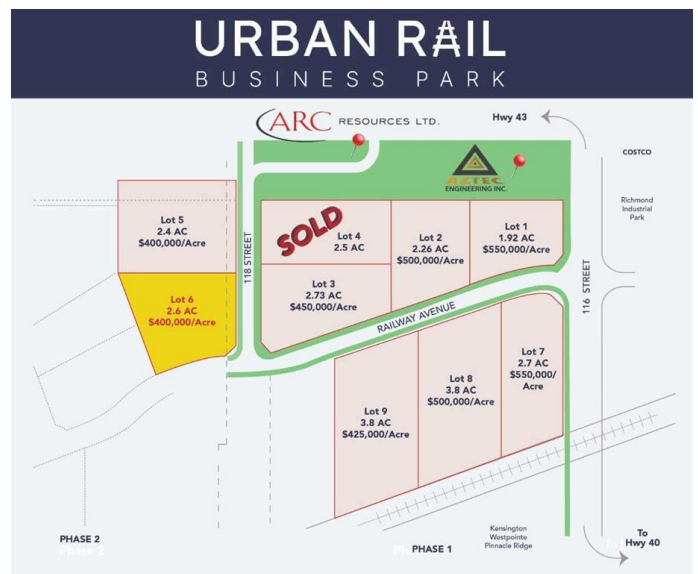 URBAN RAIL
BUSINESS PARK
ARC RESOURCES LTD.
Hwy 43
COSTCO
AZTEC
ENGINEERING INC.
Richmond
Industrial
Park
Lot 5
2.4 AC
$400,000/Acre
118 STREET
SOLD
Lot 4
2.5 AC
Lot 2
2.26 AC
$500,000/Acre
Lot 1
1.92 AC
$550,000/Acre
Lot 6
2.6 AC
$400,000/Acre
Lot 3
2.73 AC
$450,000/Acre
116 STREET
RAILWAY AVENUE
Lot 7
2.7 AC
$550,000/
Acre
Lot 8
3.8 AC
$500,000/Acre
Lot 9
3.8 AC
$425,000/Acre
PHASE 2
Phase 2
PHASE 1
Kensington
Westpointe
Pinnacle Ridge
To
Hwy 40